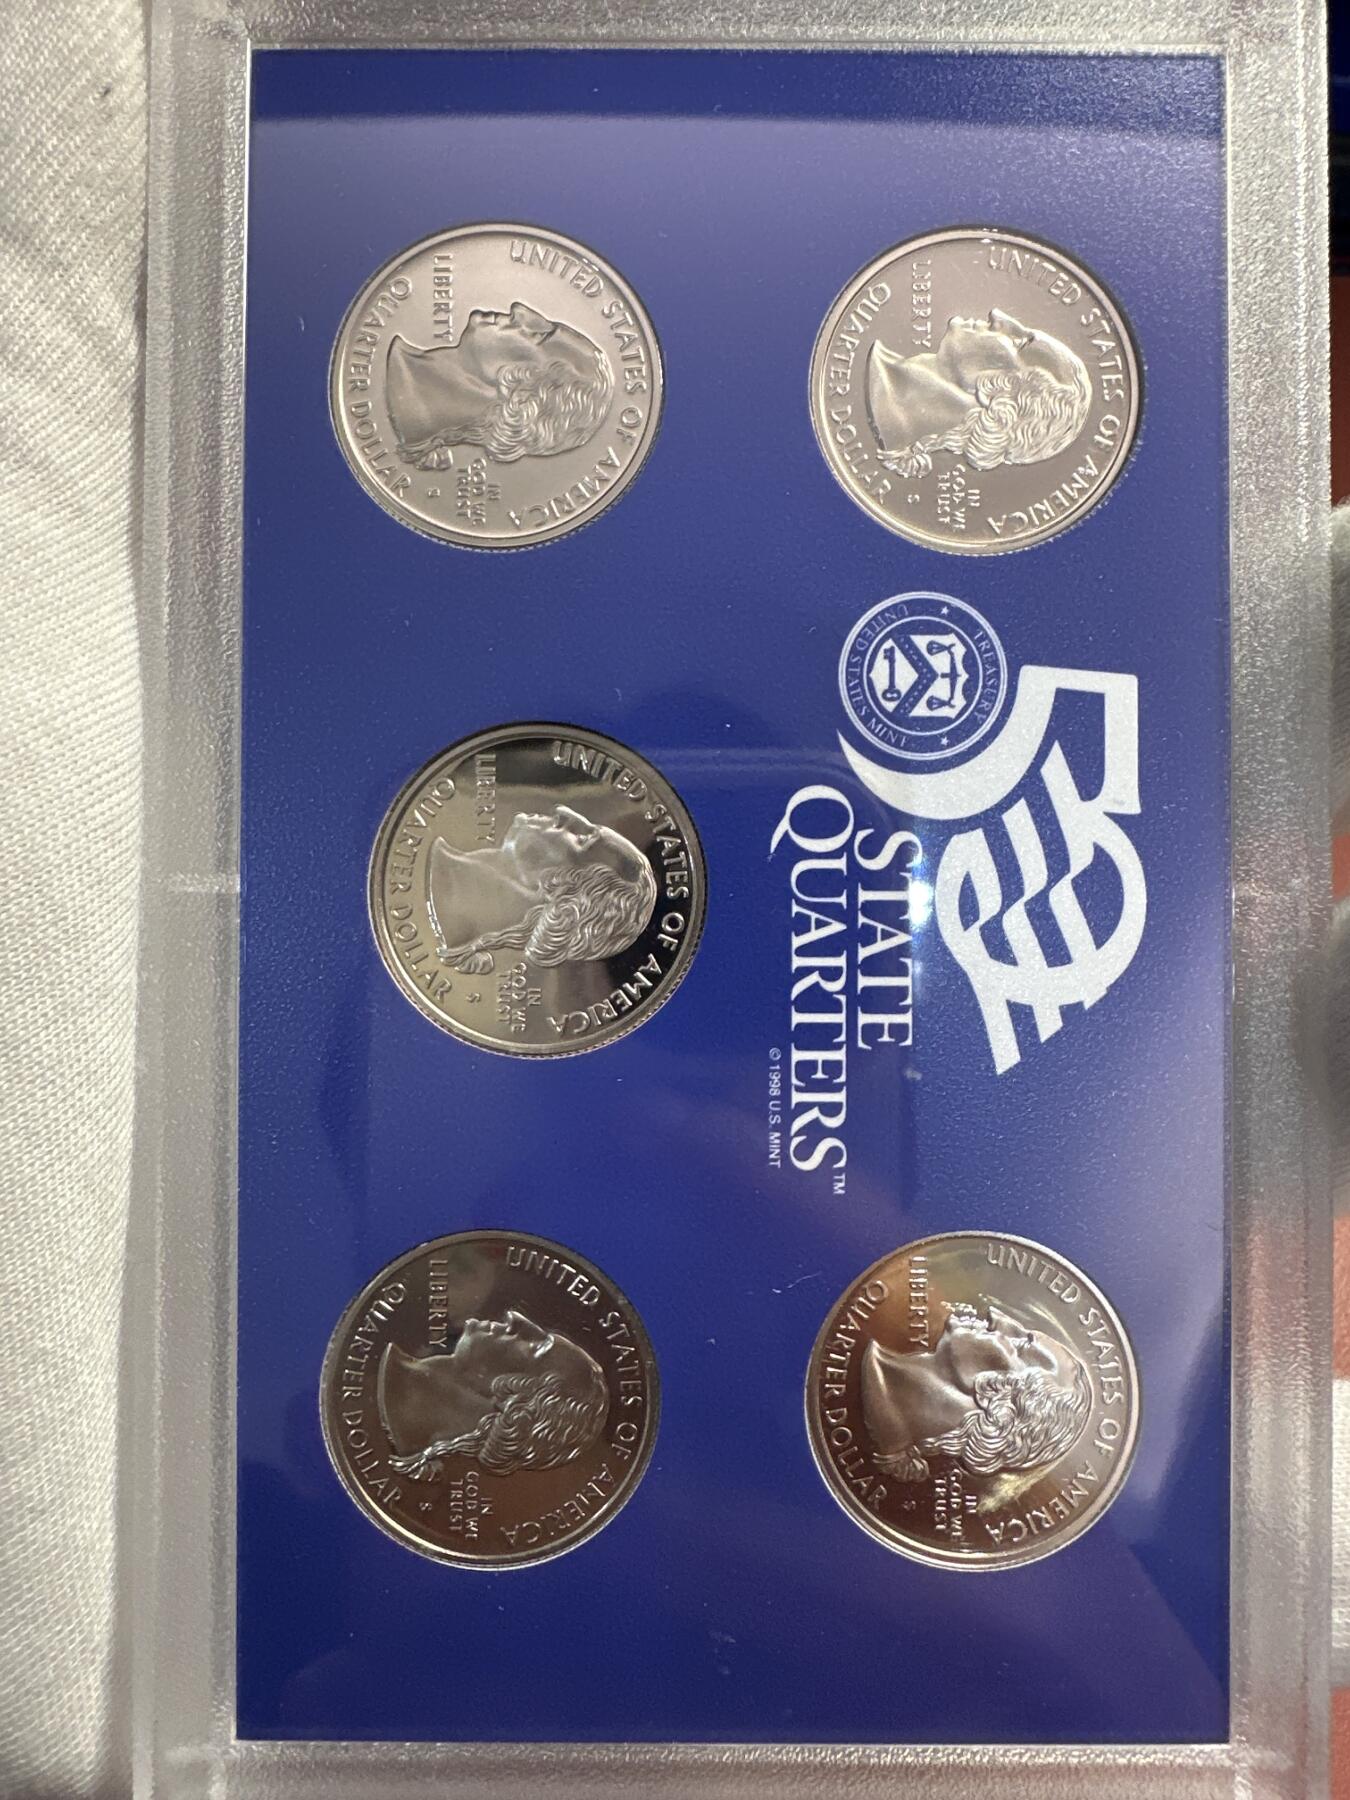 UNITED STATES OF AMERICA
LIBERTY
IN
GOD WE
TRUST
S
QUARTER DOLLAR
UNITED STATES OF AMERICA
LIBERTY
IN
GOD WE
TRUST
S
QUARTER DOLLAR
TREASURY
UNITED STATES MINT
50
STATE
QUARTERS™
© 1998 U.S. MINT
UNITED STATES OF AMERICA
LIBERTY
IN
GOD WE
TRUST
S
QUARTER DOLLAR
UNITED STATES OF AMERICA
LIBERTY
IN
GOD WE
TRUST
S
QUARTER DOLLAR
UNITED STATES OF AMERICA
LIBERTY
IN
GOD WE
TRUST
S
QUARTER DOLLAR